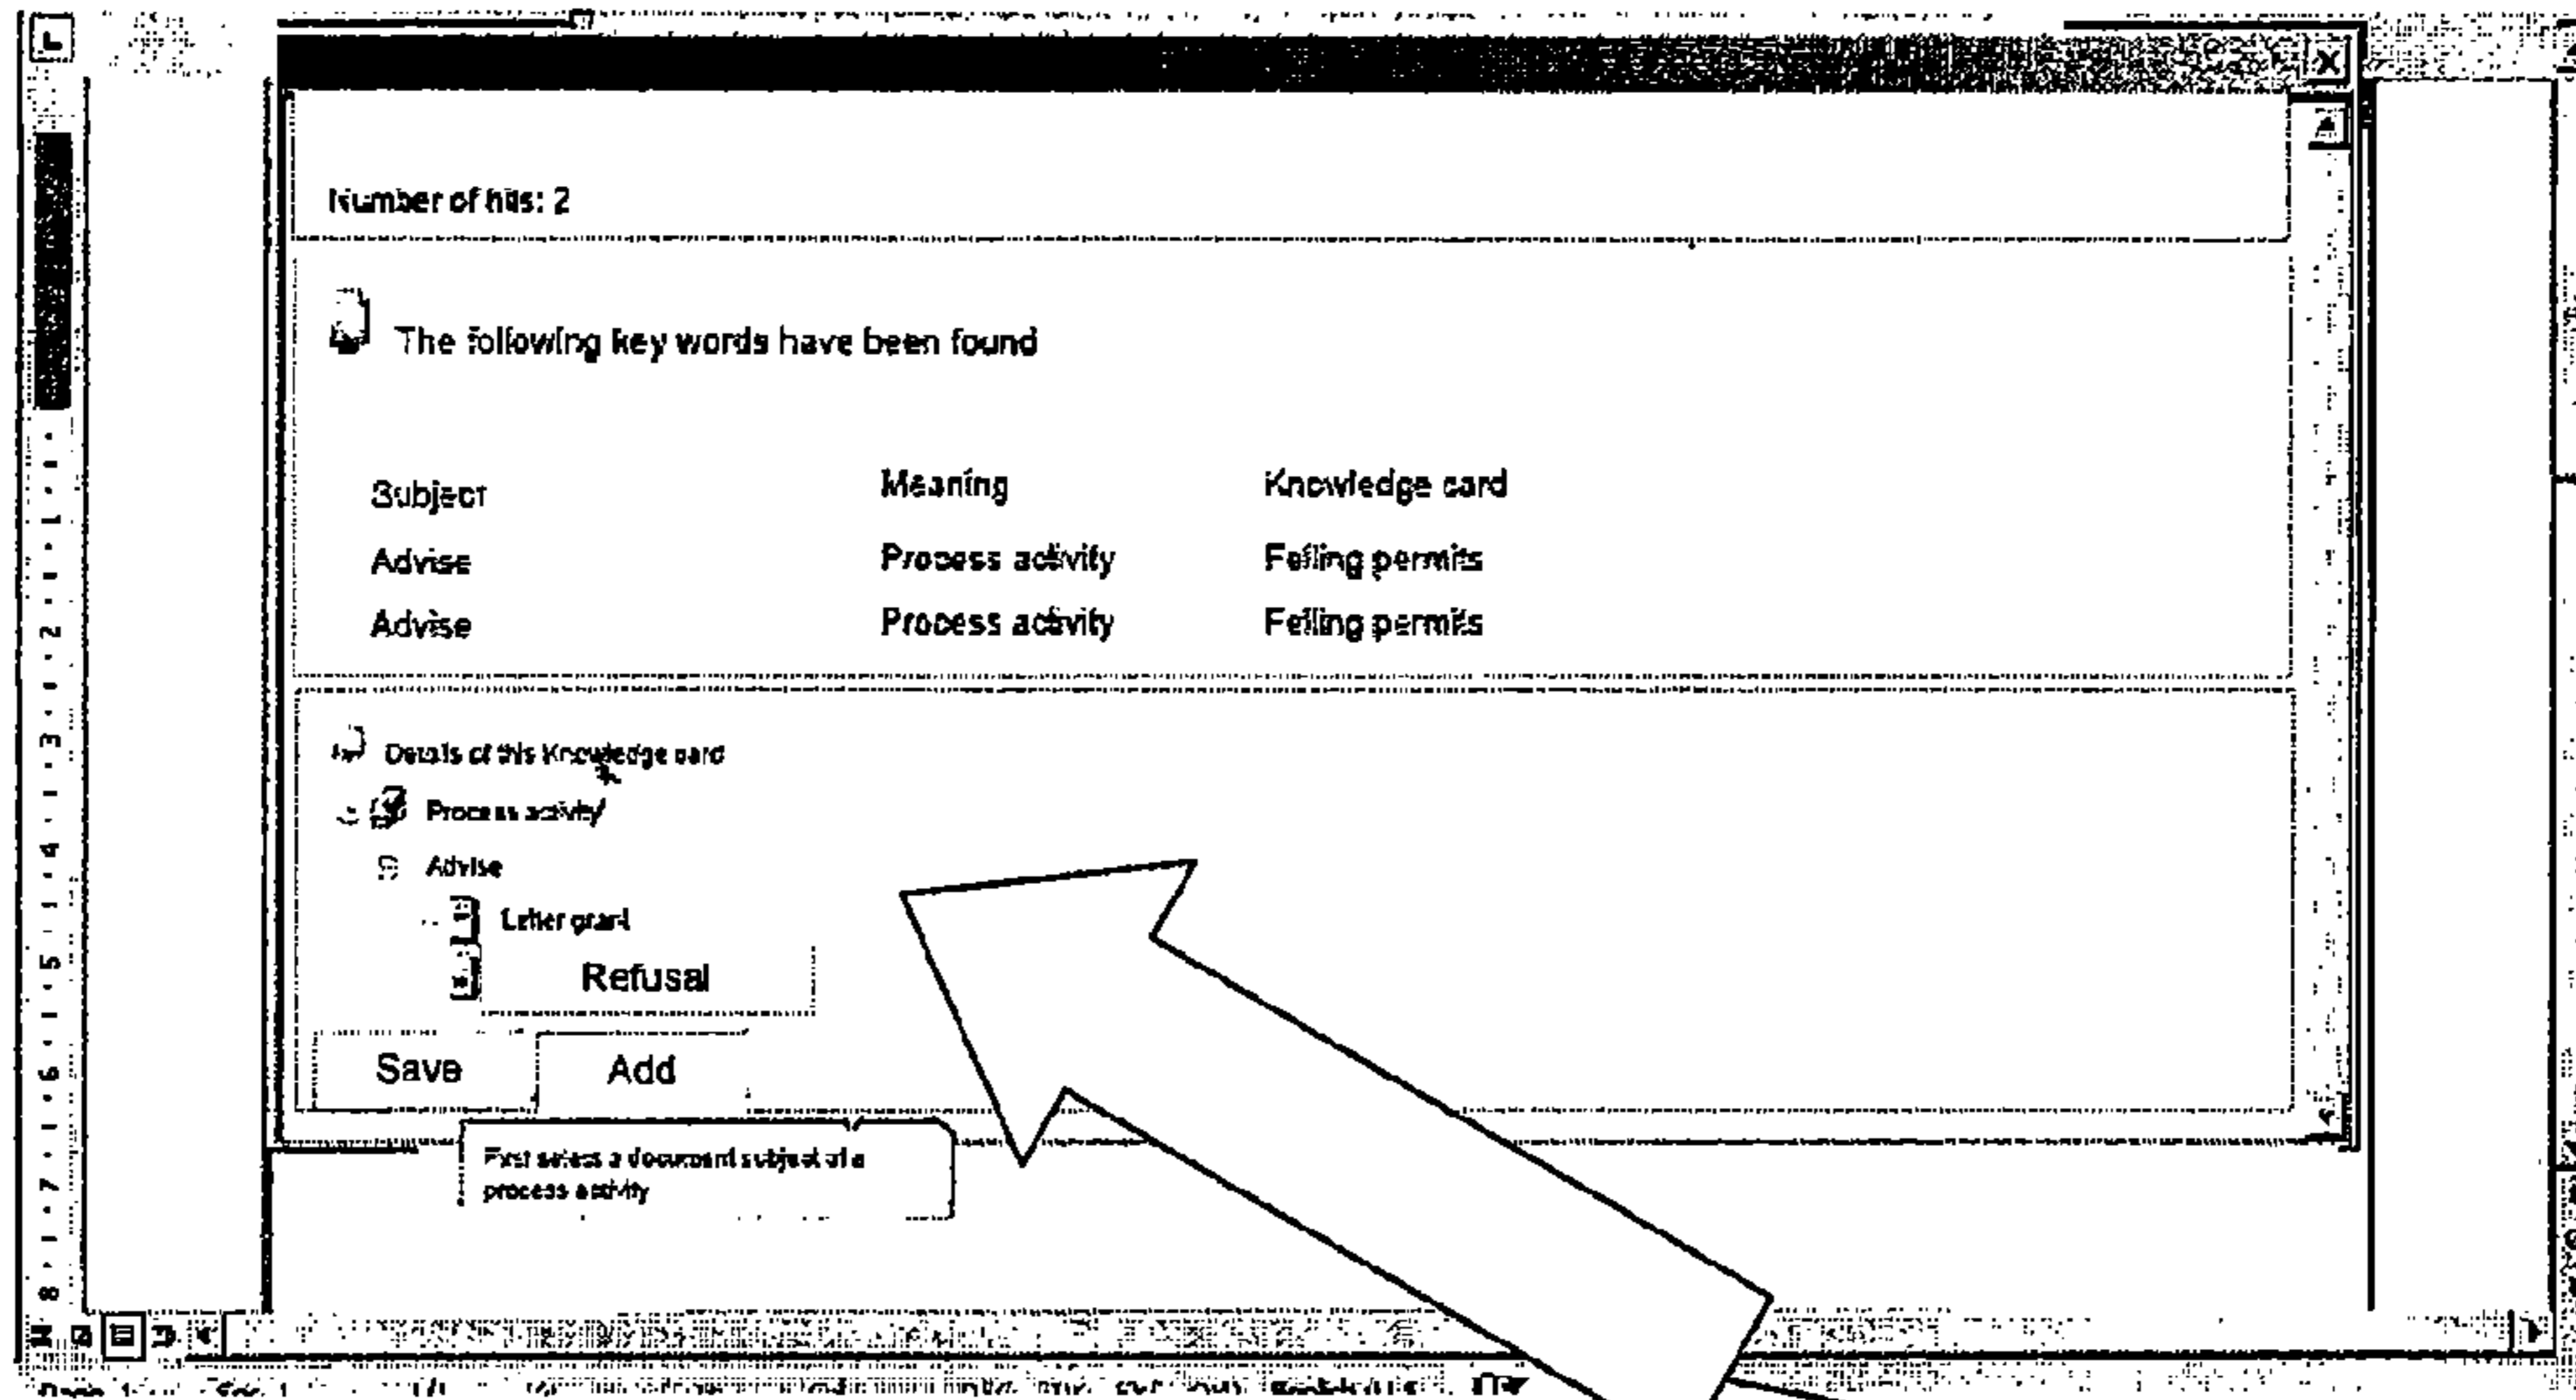 Number of hits: 2
The following key words have been found
Subject Meaning Knowledge card
Advise Process activity Felling permits
Advise Process activity Felling permits
Details of this Knowledge card
Process activity
Advise
Letter grant
Refusal
Save Add
First select a document subject of a
process activity